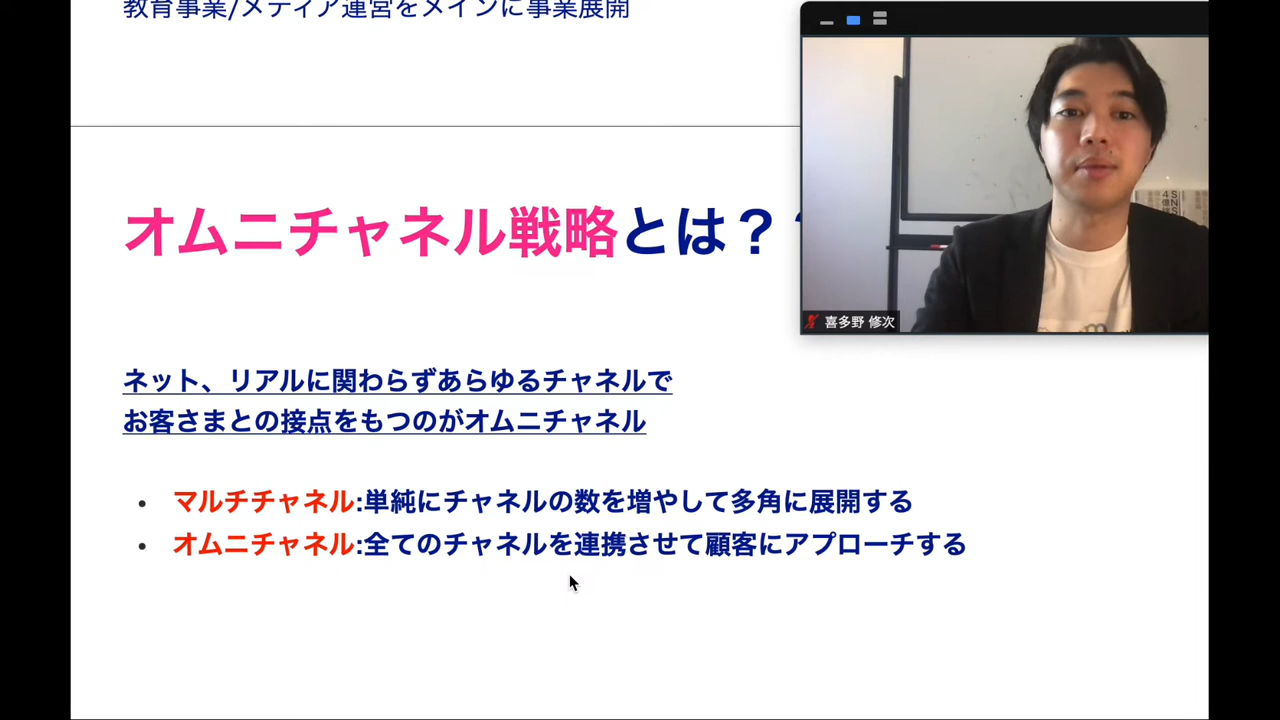 教育事業/メディア運営をメインに事業展開
オムニチャネル戦略とは？
ネット、リアルに関わらずあらゆるチャネルで
お客さまとの接点をもつのがオムニチャネル
• マルチチャネル:単純にチャネルの数を増やして多角に展開する
• オムニチャネル:全てのチャネルを連携させて顧客にアプローチする
喜多野 修次
SNS